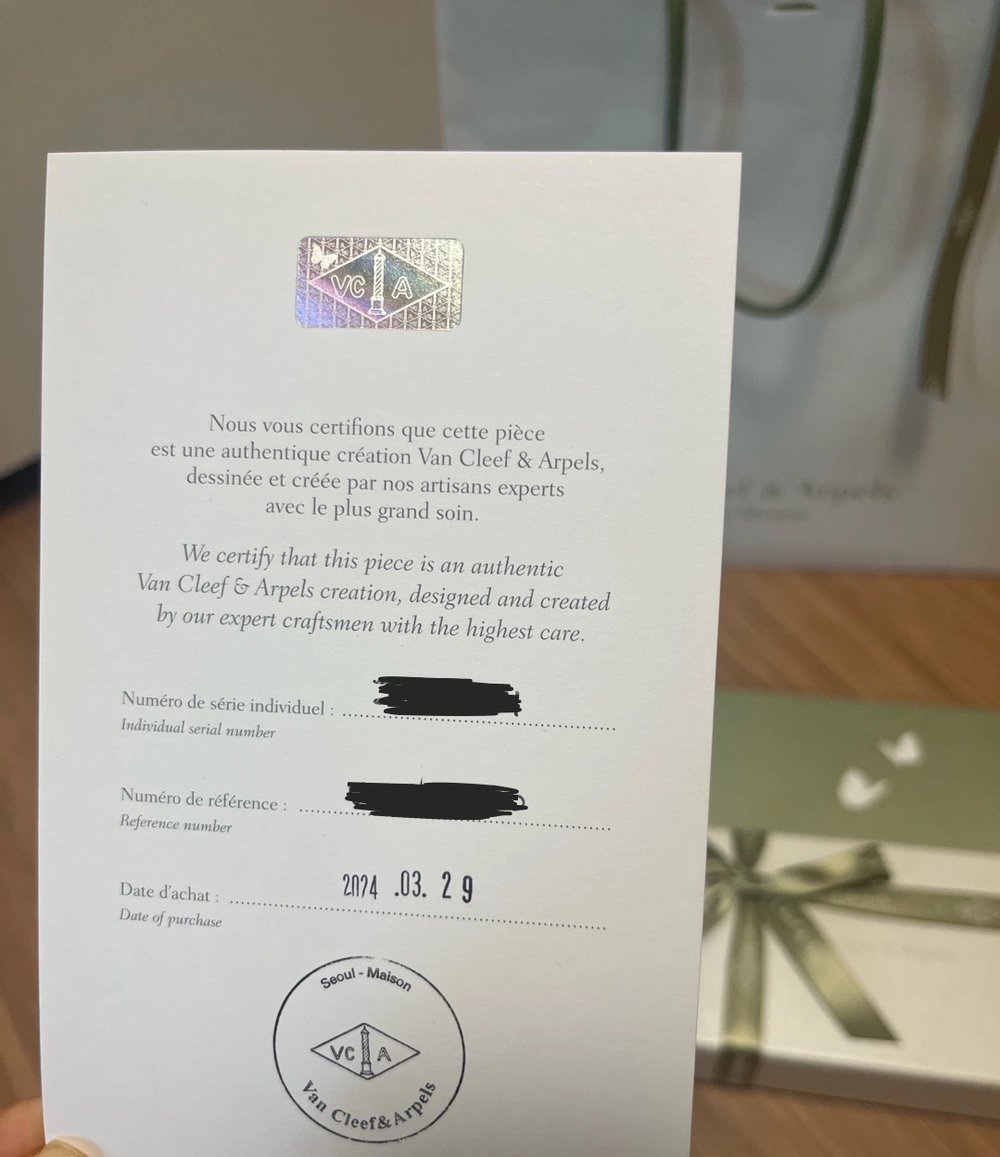 VC A
Nous vous certifions que cette pièce
est une authentique création Van Cleef & Arpels,
dessinée et créée par nos artisans experts
avec le plus grand soin.
We certify that this piece is an authentic
Van Cleef & Arpels creation, designed and created
by our expert craftsmen with the highest care.
Numéro de série individuel :
Individual serial number
Numéro de référence :
Reference number
Date d'achat : 2024 .03. 29
Date of purchase
Seoul - Maison
VC A
Van Cleef & Arpels